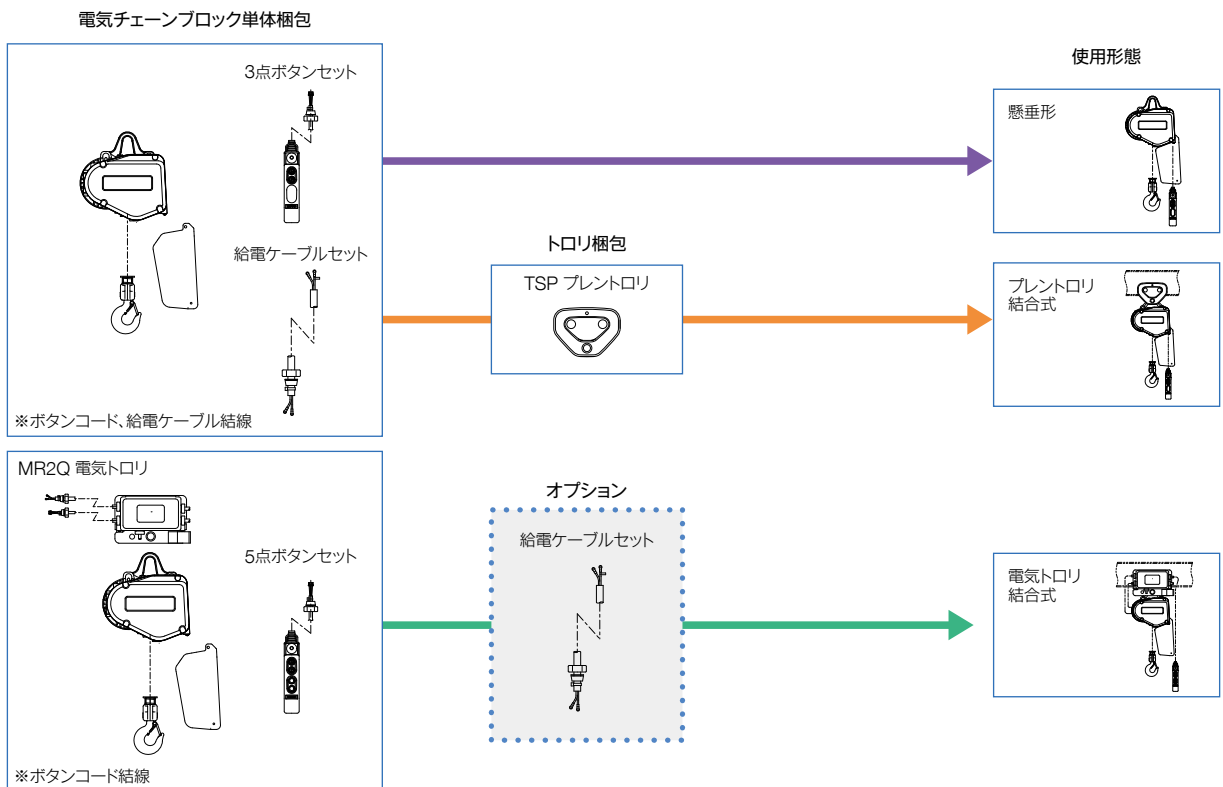 電気チェーンブロック単体梱包
3点ボタンセット
給電ケーブルセット
※ボタンコード、給電ケーブル結線
トロリ梱包
TSP プレントロリ
使用形態
懸垂形
プレントロリ
結合式
MR2Q 電気トロリ
5点ボタンセット
※ボタンコード結線
オプション
給電ケーブルセット
電気トロリ
結合式